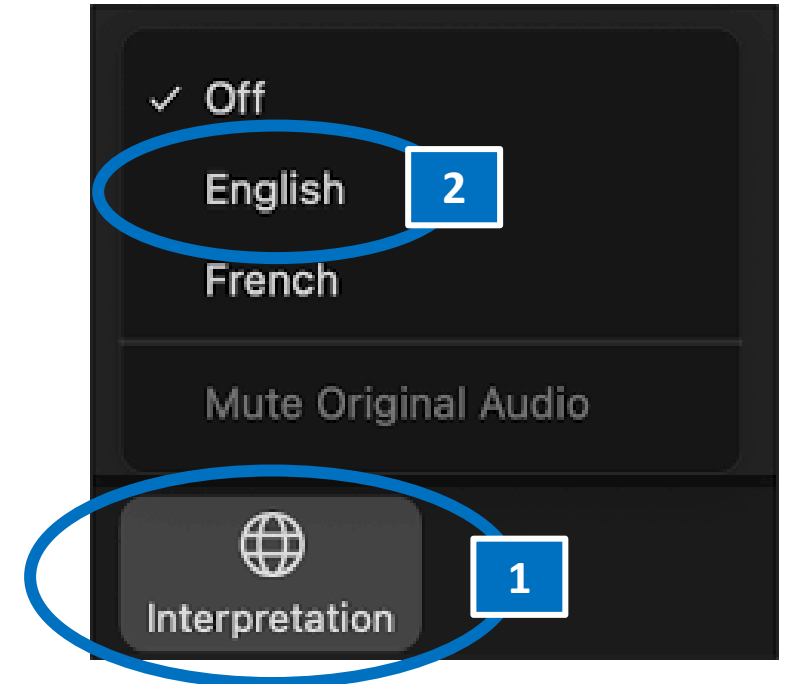 ✓ Off
English 2
French
Mute Original Audio
1
Interpretation